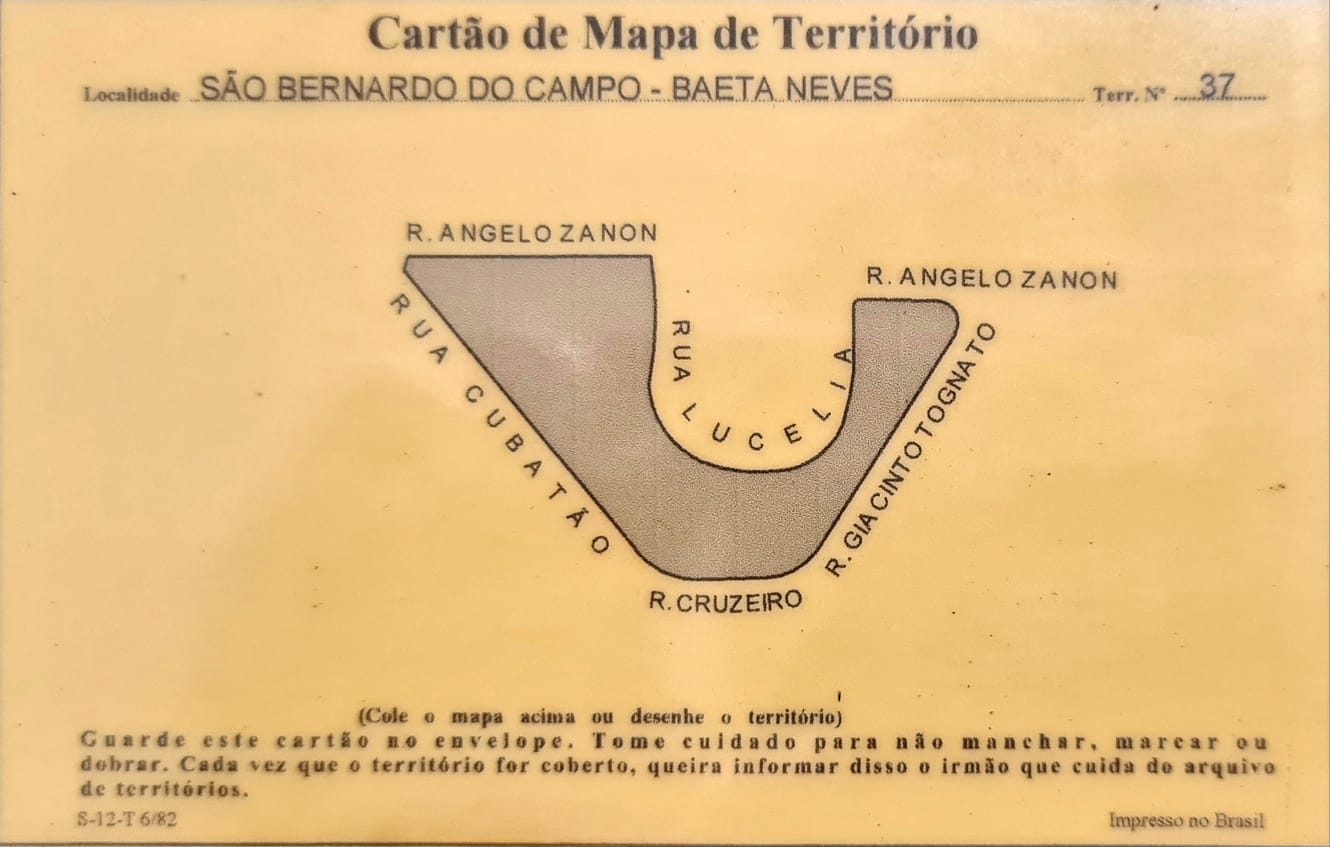 Cartão de Mapa de Território
Localidade SÃO BERNARDO DO CAMPO - BAETA NEVES Terr. Nº 37
R. ANGELO ZANON
R. ANGELO ZANON
RUA CUBATÃO
RUA LUCELIA
R. GIACINTO TOGNATO
R. CRUZEIRO
(Cole o mapa acima ou desenhe o território)
Guarde este cartão no envelope. Tome cuidado para não manchar, marcar ou
dobrar. Cada vez que o território for coberto, queira informar disso o irmão que cuida do arquivo
de territórios.
S-12-T 6/82 Impresso no Brasil